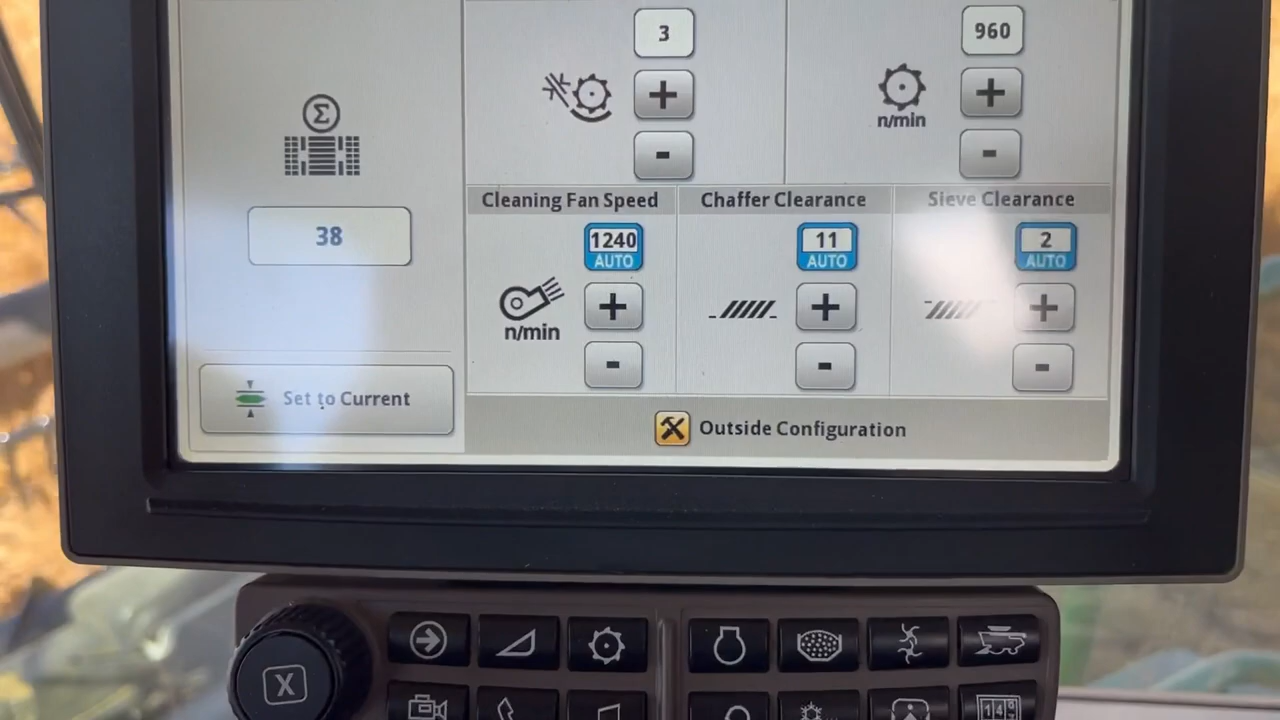 3
960
+
+
n/min
-
-
Σ
38
Cleaning Fan Speed
Chaffer Clearance
Sieve Clearance
1240
AUTO
11
AUTO
2
AUTO
+
+
+
n/min
-
-
-
Set to Current
Outside Configuration
X